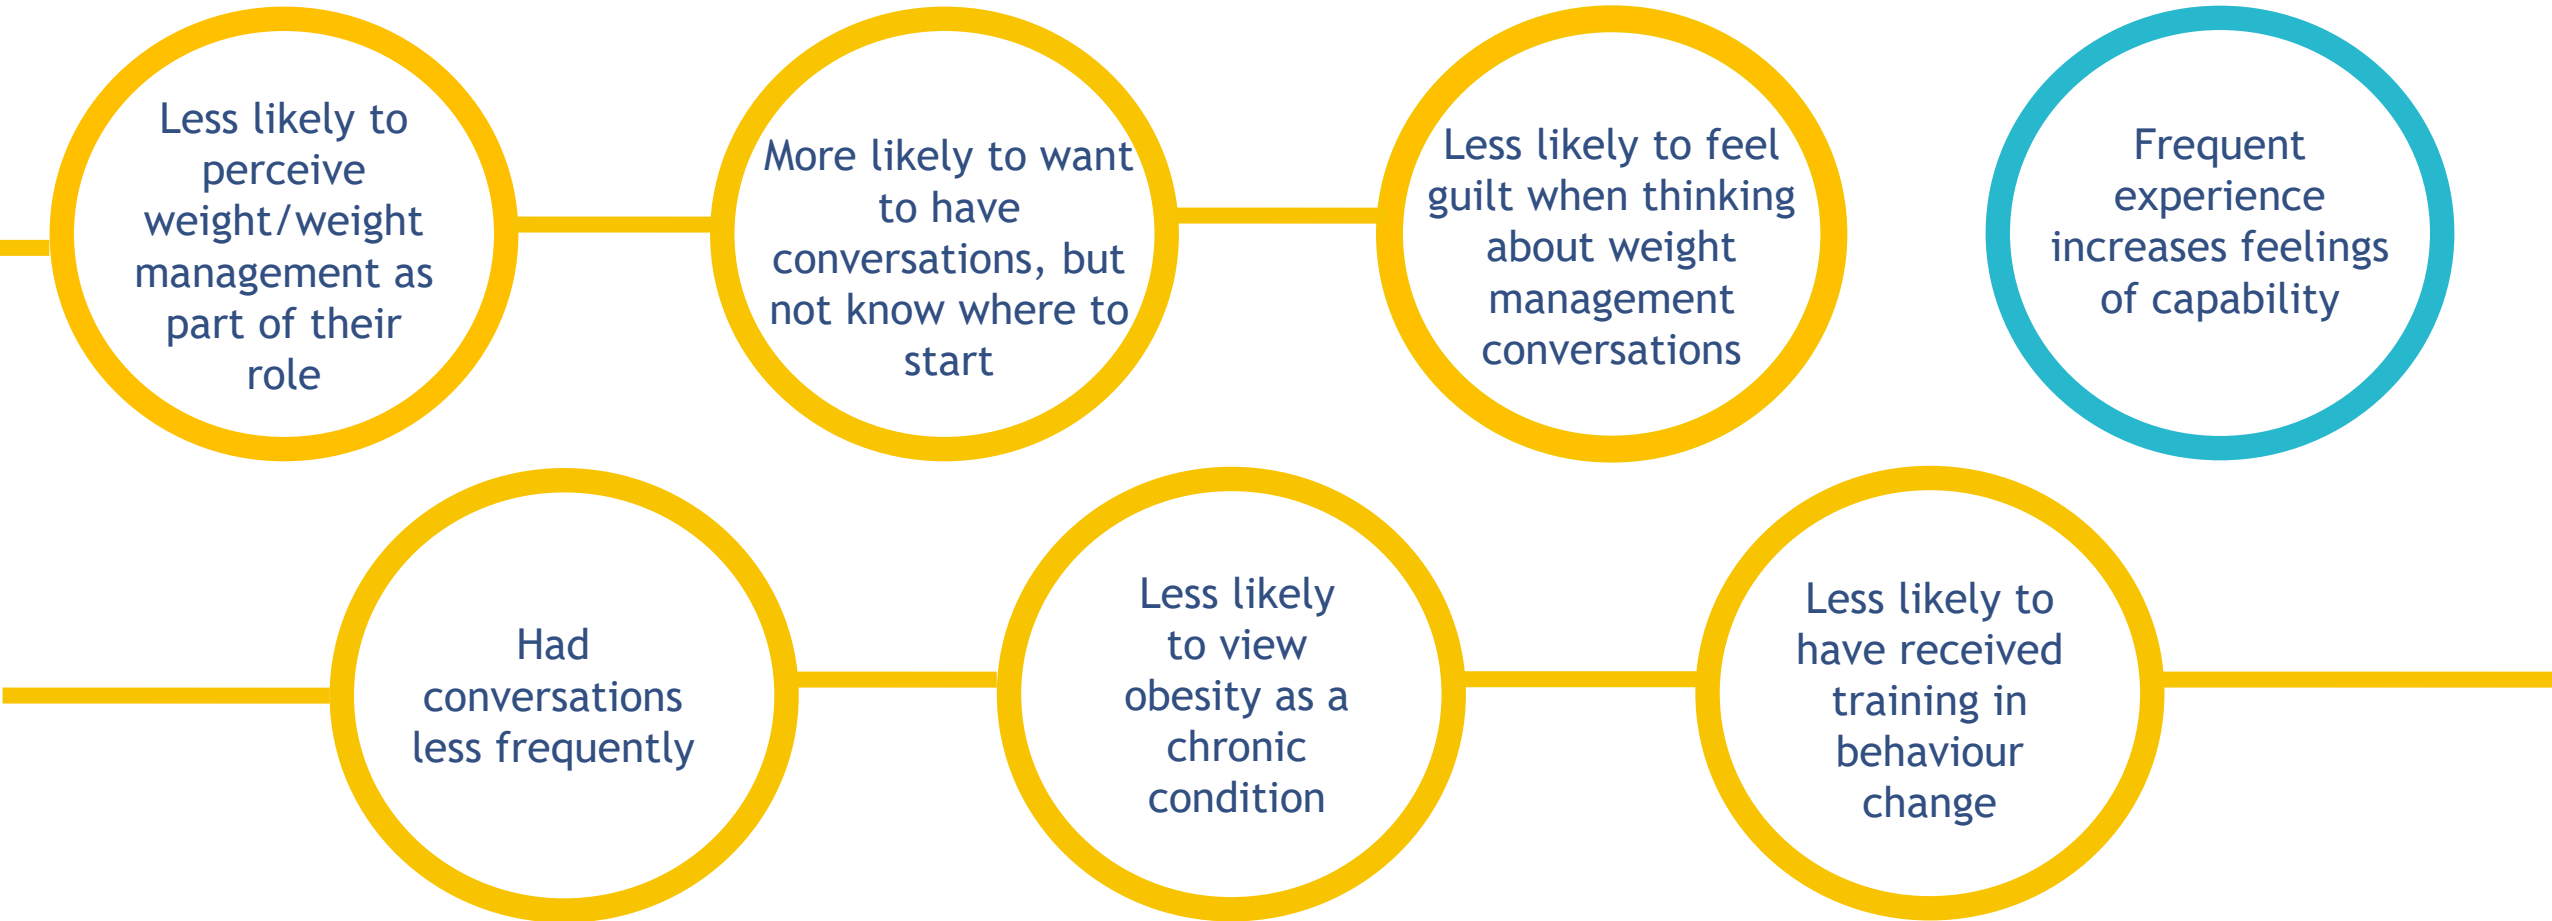 Less likely to
perceive
weight/weight
management as
part of their
role
More likely to want
to have
conversations, but
not know where to
start
Less likely to feel
guilt when thinking
about weight
management
conversations
Frequent
experience
increases feelings
of capability
Had
conversations
less frequently
Less likely
to view
obesity as a
chronic
condition
Less likely to
have received
training in
behaviour
change